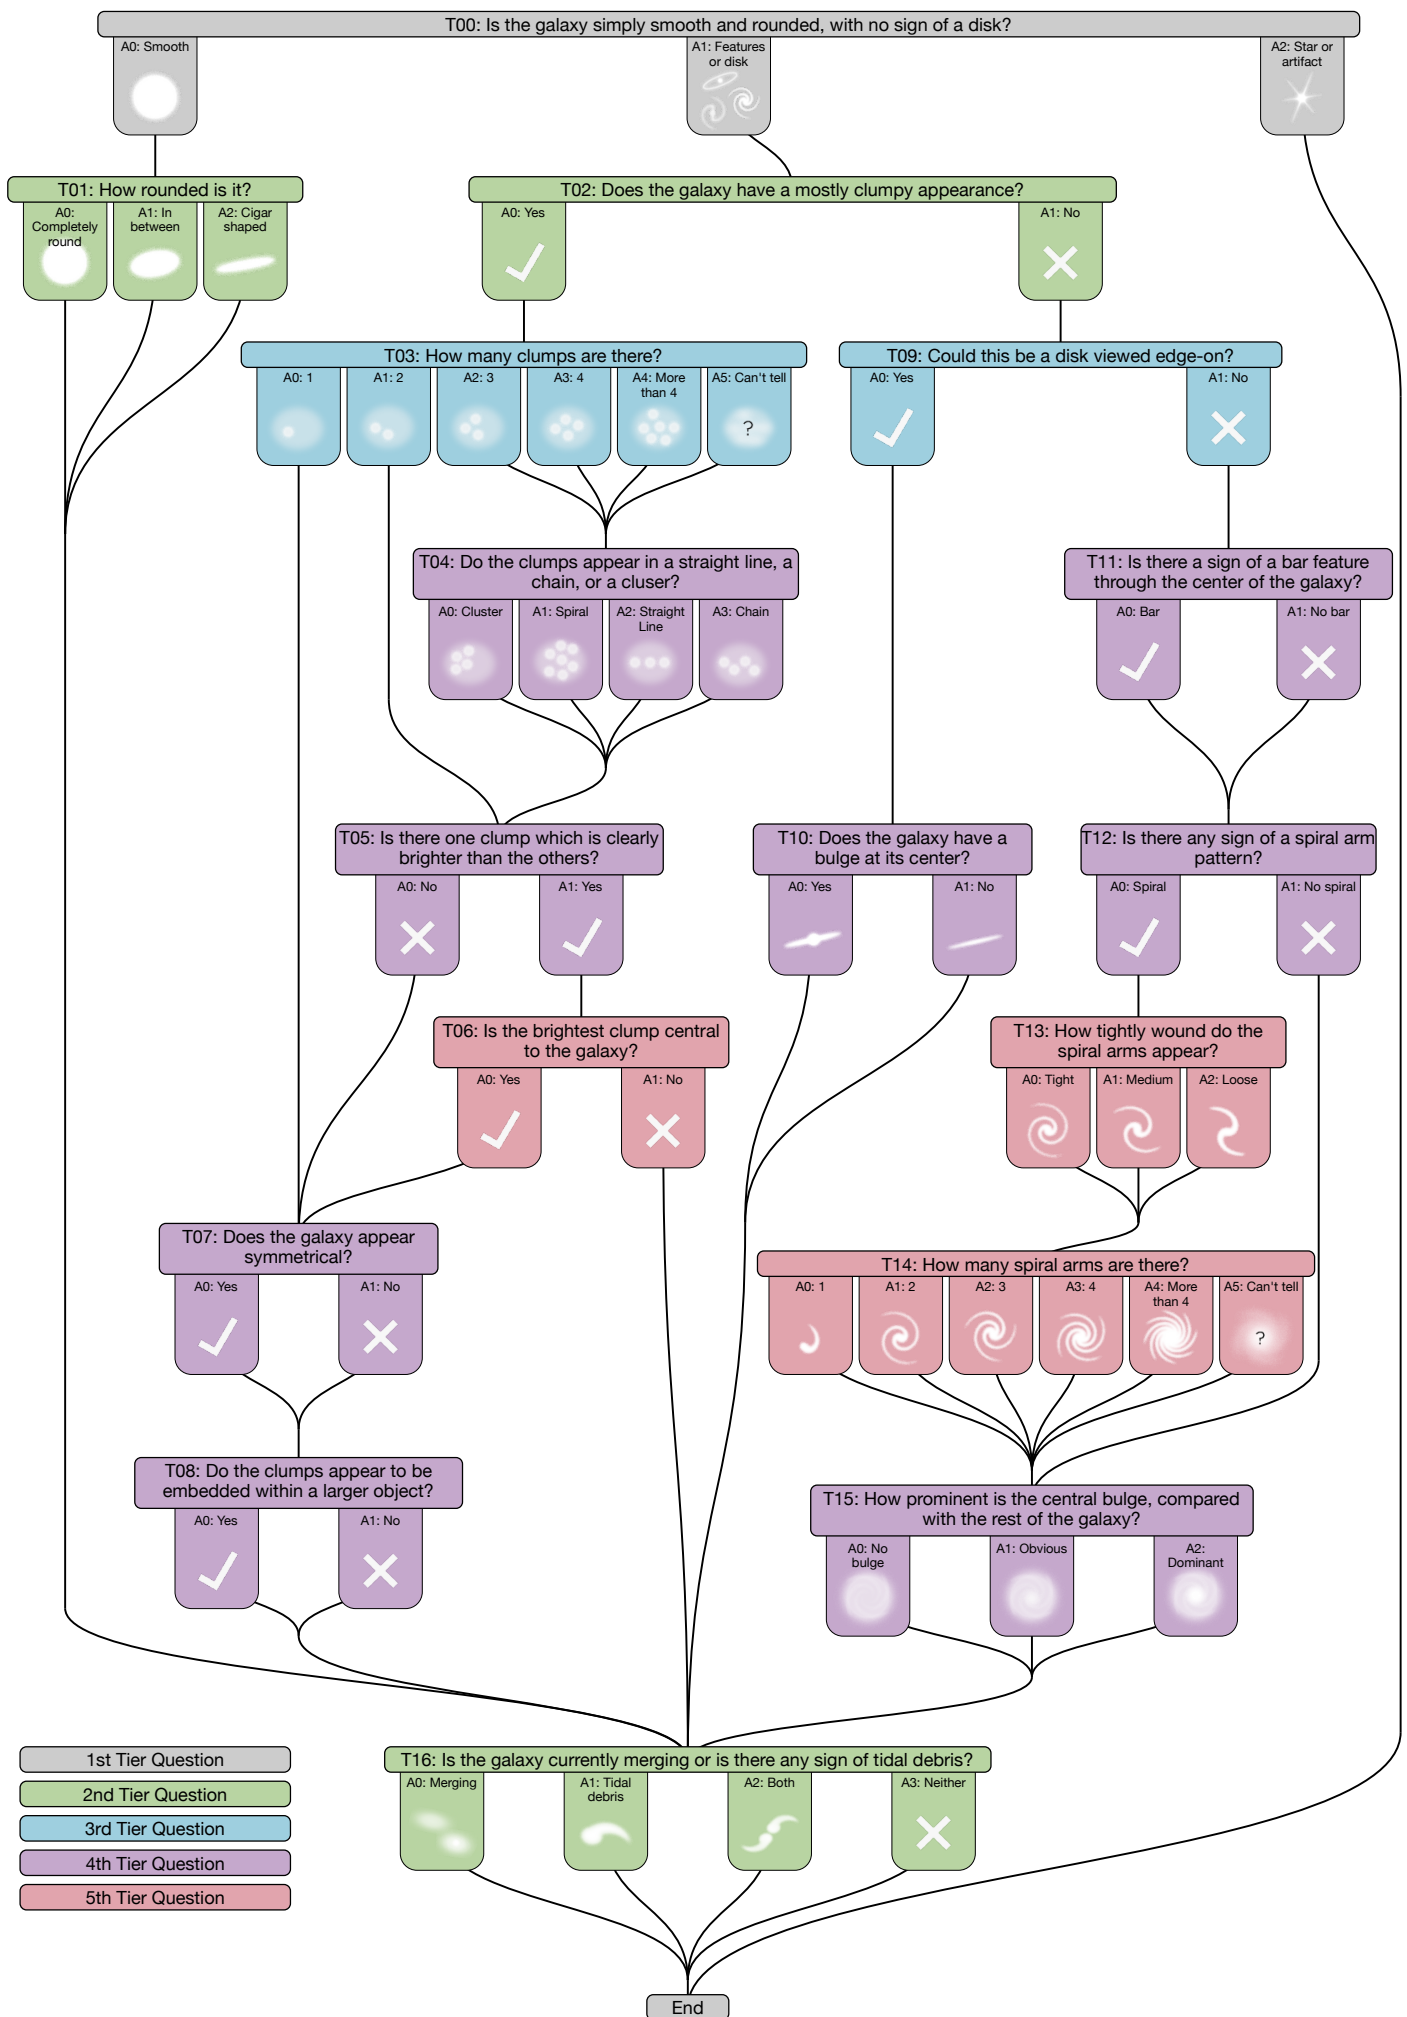 T00: Is the galaxy simply smooth and rounded, with no sign of a disk?
A0: Smooth
A1: Features
or disk
A2: Star or
artifact
T01: How rounded is it?
A0:
Completely
round
A1: In
between
A2: Cigar
shaped
T02: Does the galaxy have a mostly clumpy appearance?
A0: Yes
A1: No
T03: How many clumps are there?
A0: 1
A1: 2
A2: 3
A3: 4
A4: More
than 4
A5: Can't tell
?
T09: Could this be a disk viewed edge-on?
A0: Yes
A1: No
T04: Do the clumps appear in a straight line, a
chain, or a cluser?
A0: Cluster
A1: Spiral
A2: Straight
Line
A3: Chain
T11: Is there a sign of a bar feature
through the center of the galaxy?
A0: Bar
A1: No bar
T05: Is there one clump which is clearly
brighter than the others?
A0: No
A1: Yes
T10: Does the galaxy have a
bulge at its center?
A0: Yes
A1: No
T12: Is there any sign of a spiral arm
pattern?
A0: Spiral
A1: No spiral
T06: Is the brightest clump central
to the galaxy?
A0: Yes
A1: No
T13: How tightly wound do the
spiral arms appear?
A0: Tight
A1: Medium
A2: Loose
T07: Does the galaxy appear
symmetrical?
A0: Yes
A1: No
T14: How many spiral arms are there?
A0: 1
A1: 2
A2: 3
A3: 4
A4: More
than 4
A5: Can't tell
?
T08: Do the clumps appear to be
embedded within a larger object?
A0: Yes
A1: No
T15: How prominent is the central bulge, compared
with the rest of the galaxy?
A0: No
bulge
A1: Obvious
A2:
Dominant
T16: Is the galaxy currently merging or is there any sign of tidal debris?
A0: Merging
A1: Tidal
debris
A2: Both
A3: Neither
1st Tier Question
2nd Tier Question
3rd Tier Question
4th Tier Question
5th Tier Question
End